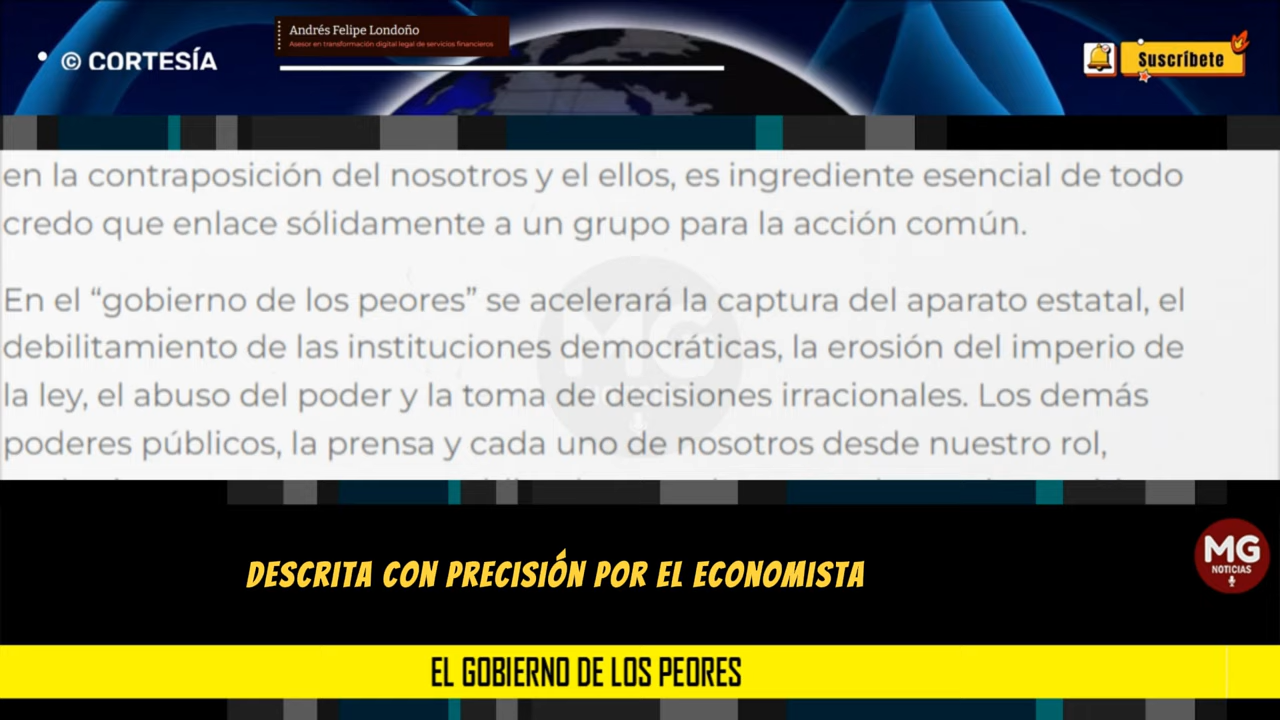 Andrés Felipe Londoño
Asesor en transformación digital legal de servicios financieros
© CORTESÍA
Suscríbete
en la contraposición del nosotros y el ellos, es ingrediente esencial de todo
credo que enlace sólidamente a un grupo para la acción común.
En el “gobierno de los peores” se acelerará la captura del aparato estatal, el
debilitamiento de las instituciones democráticas, la erosión del imperio de
la ley, el abuso del poder y la toma de decisiones irracionales. Los demás
poderes públicos, la prensa y cada uno de nosotros desde nuestro rol,
DESCRITA CON PRECISIÓN POR EL ECONOMISTA
MG
NOTICIAS
EL GOBIERNO DE LOS PEORES